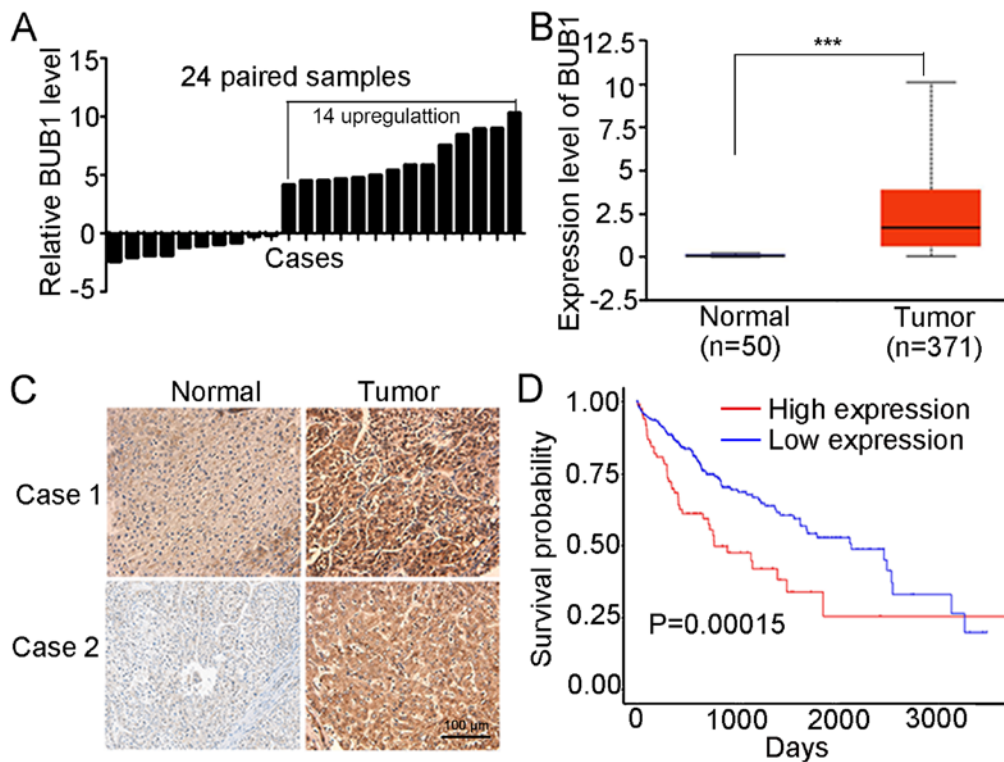 A
Relative BUB1 level
15
10
5
0
-5
24 paired samples
14 upregulattion
Cases
B
Expression level of BUB1
12.5
10
7.5
5
2.5
0
-2.5
***
Normal
(n=50)
Tumor
(n=371)
C
Normal
Tumor
Case 1
Case 2
100 μm
D
Survival probability
1.00
0.75
0.50
0.25
0.00
High expression
Low expression
P=0.00015
0
1000
2000
3000
Days